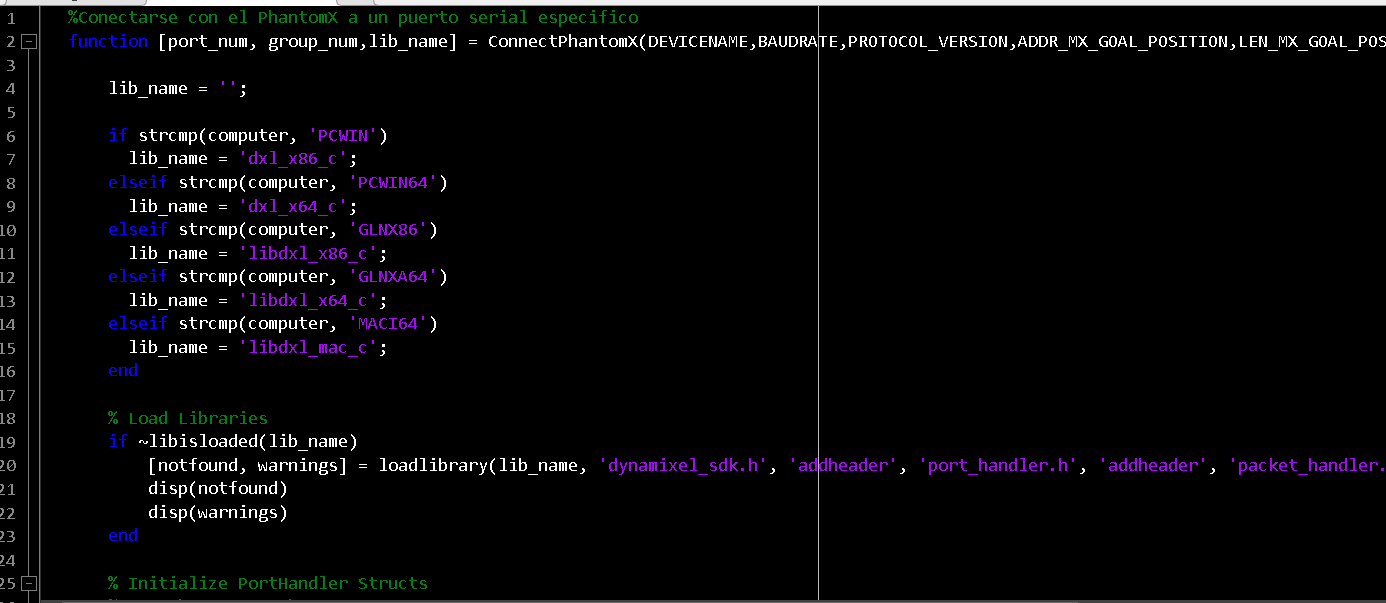 1 %Conectarse con el PhantomX a un puerto serial especifico
2 function [port_num, group_num,lib_name] = ConnectPhantomX(DEVICENAME,BAUDRATE,PROTOCOL_VERSION,ADDR_MX_GOAL_POSITION,LEN_MX_GOAL_POS
3
4 lib_name = '';
5
6 if strcmp(computer, 'PCWIN')
7 lib_name = 'dxl_x86_c';
8 elseif strcmp(computer, 'PCWIN64')
9 lib_name = 'dxl_x64_c';
10 elseif strcmp(computer, 'GLNX86')
11 lib_name = 'libdxl_x86_c';
12 elseif strcmp(computer, 'GLNXA64')
13 lib_name = 'libdxl_x64_c';
14 elseif strcmp(computer, 'MACI64')
15 lib_name = 'libdxl_mac_c';
16 end
17
18 % Load Libraries
19 if ~libisloaded(lib_name)
20 [notfound, warnings] = loadlibrary(lib_name, 'dynamixel_sdk.h', 'addheader', 'port_handler.h', 'addheader', 'packet_handler.
21 disp(notfound)
22 disp(warnings)
23 end
24
25 % Initialize PortHandler Structs